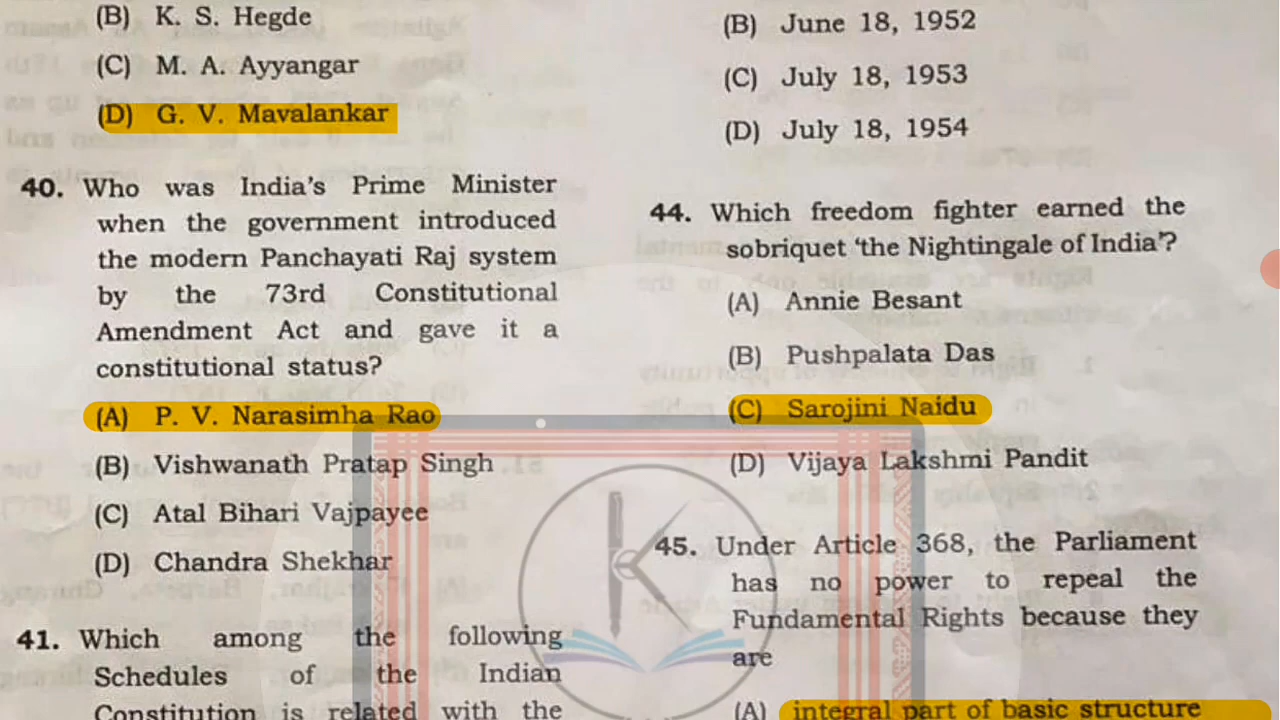 (B) K. S. Hegde
(C) M. A. Ayyangar
(D) G. V. Mavalankar
40. Who was India's Prime Minister
when the government introduced
the modern Panchayati Raj system
by the 73rd Constitutional
Amendment Act and gave it a
constitutional status?
(A) P. V. Narasimha Rao
(B) Vishwanath Pratap Singh
(C) Atal Bihari Vajpayee
(D) Chandra Shekhar
41. Which among the following
Schedules of the Indian
Constitution is related with the
(B) June 18, 1952
(C) July 18, 1953
(D) July 18, 1954
44. Which freedom fighter earned the
sobriquet 'the Nightingale of India'?
(A) Annie Besant
(B) Pushpalata Das
(C) Sarojini Naidu
(D) Vijaya Lakshmi Pandit
45. Under Article 368, the Parliament
has no power to repeal the
Fundamental Rights because they
are
(A) integral part of basic structure